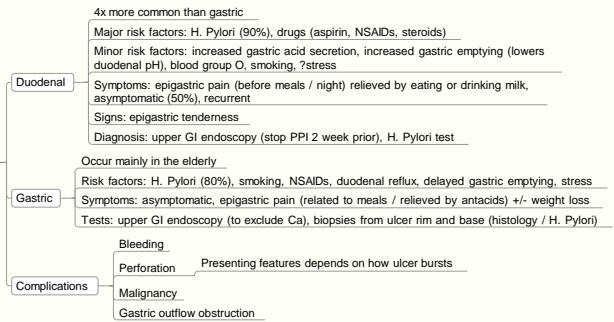 Duodenal
4x more common than gastric
Major risk factors: H. Pylori (90%), drugs (aspirin, NSAIDs, steroids)
Minor risk factors: increased gastric acid secretion, increased gastric emptying (lowers
duodenal pH), blood group O, smoking, ?stress
Symptoms: epigastric pain (before meals / night) relieved by eating or drinking milk,
asymptomatic (50%), recurrent
Signs: epigastric tenderness
Diagnosis: upper GI endoscopy (stop PPI 2 week prior), H. Pylori test
Gastric
Occur mainly in the elderly
Risk factors: H. Pylori (80%), smoking, NSAIDs, duodenal reflux, delayed gastric emptying, stress
Symptoms: asymptomatic, epigastric pain (related to meals / relieved by antacids) +/- weight loss
Tests: upper GI endoscopy (to exclude Ca), biopsies from ulcer rim and base (histology / H. Pylori)
Complications
Bleeding
Perforation
Presenting features depends on how ulcer bursts
Malignancy
Gastric outflow obstruction